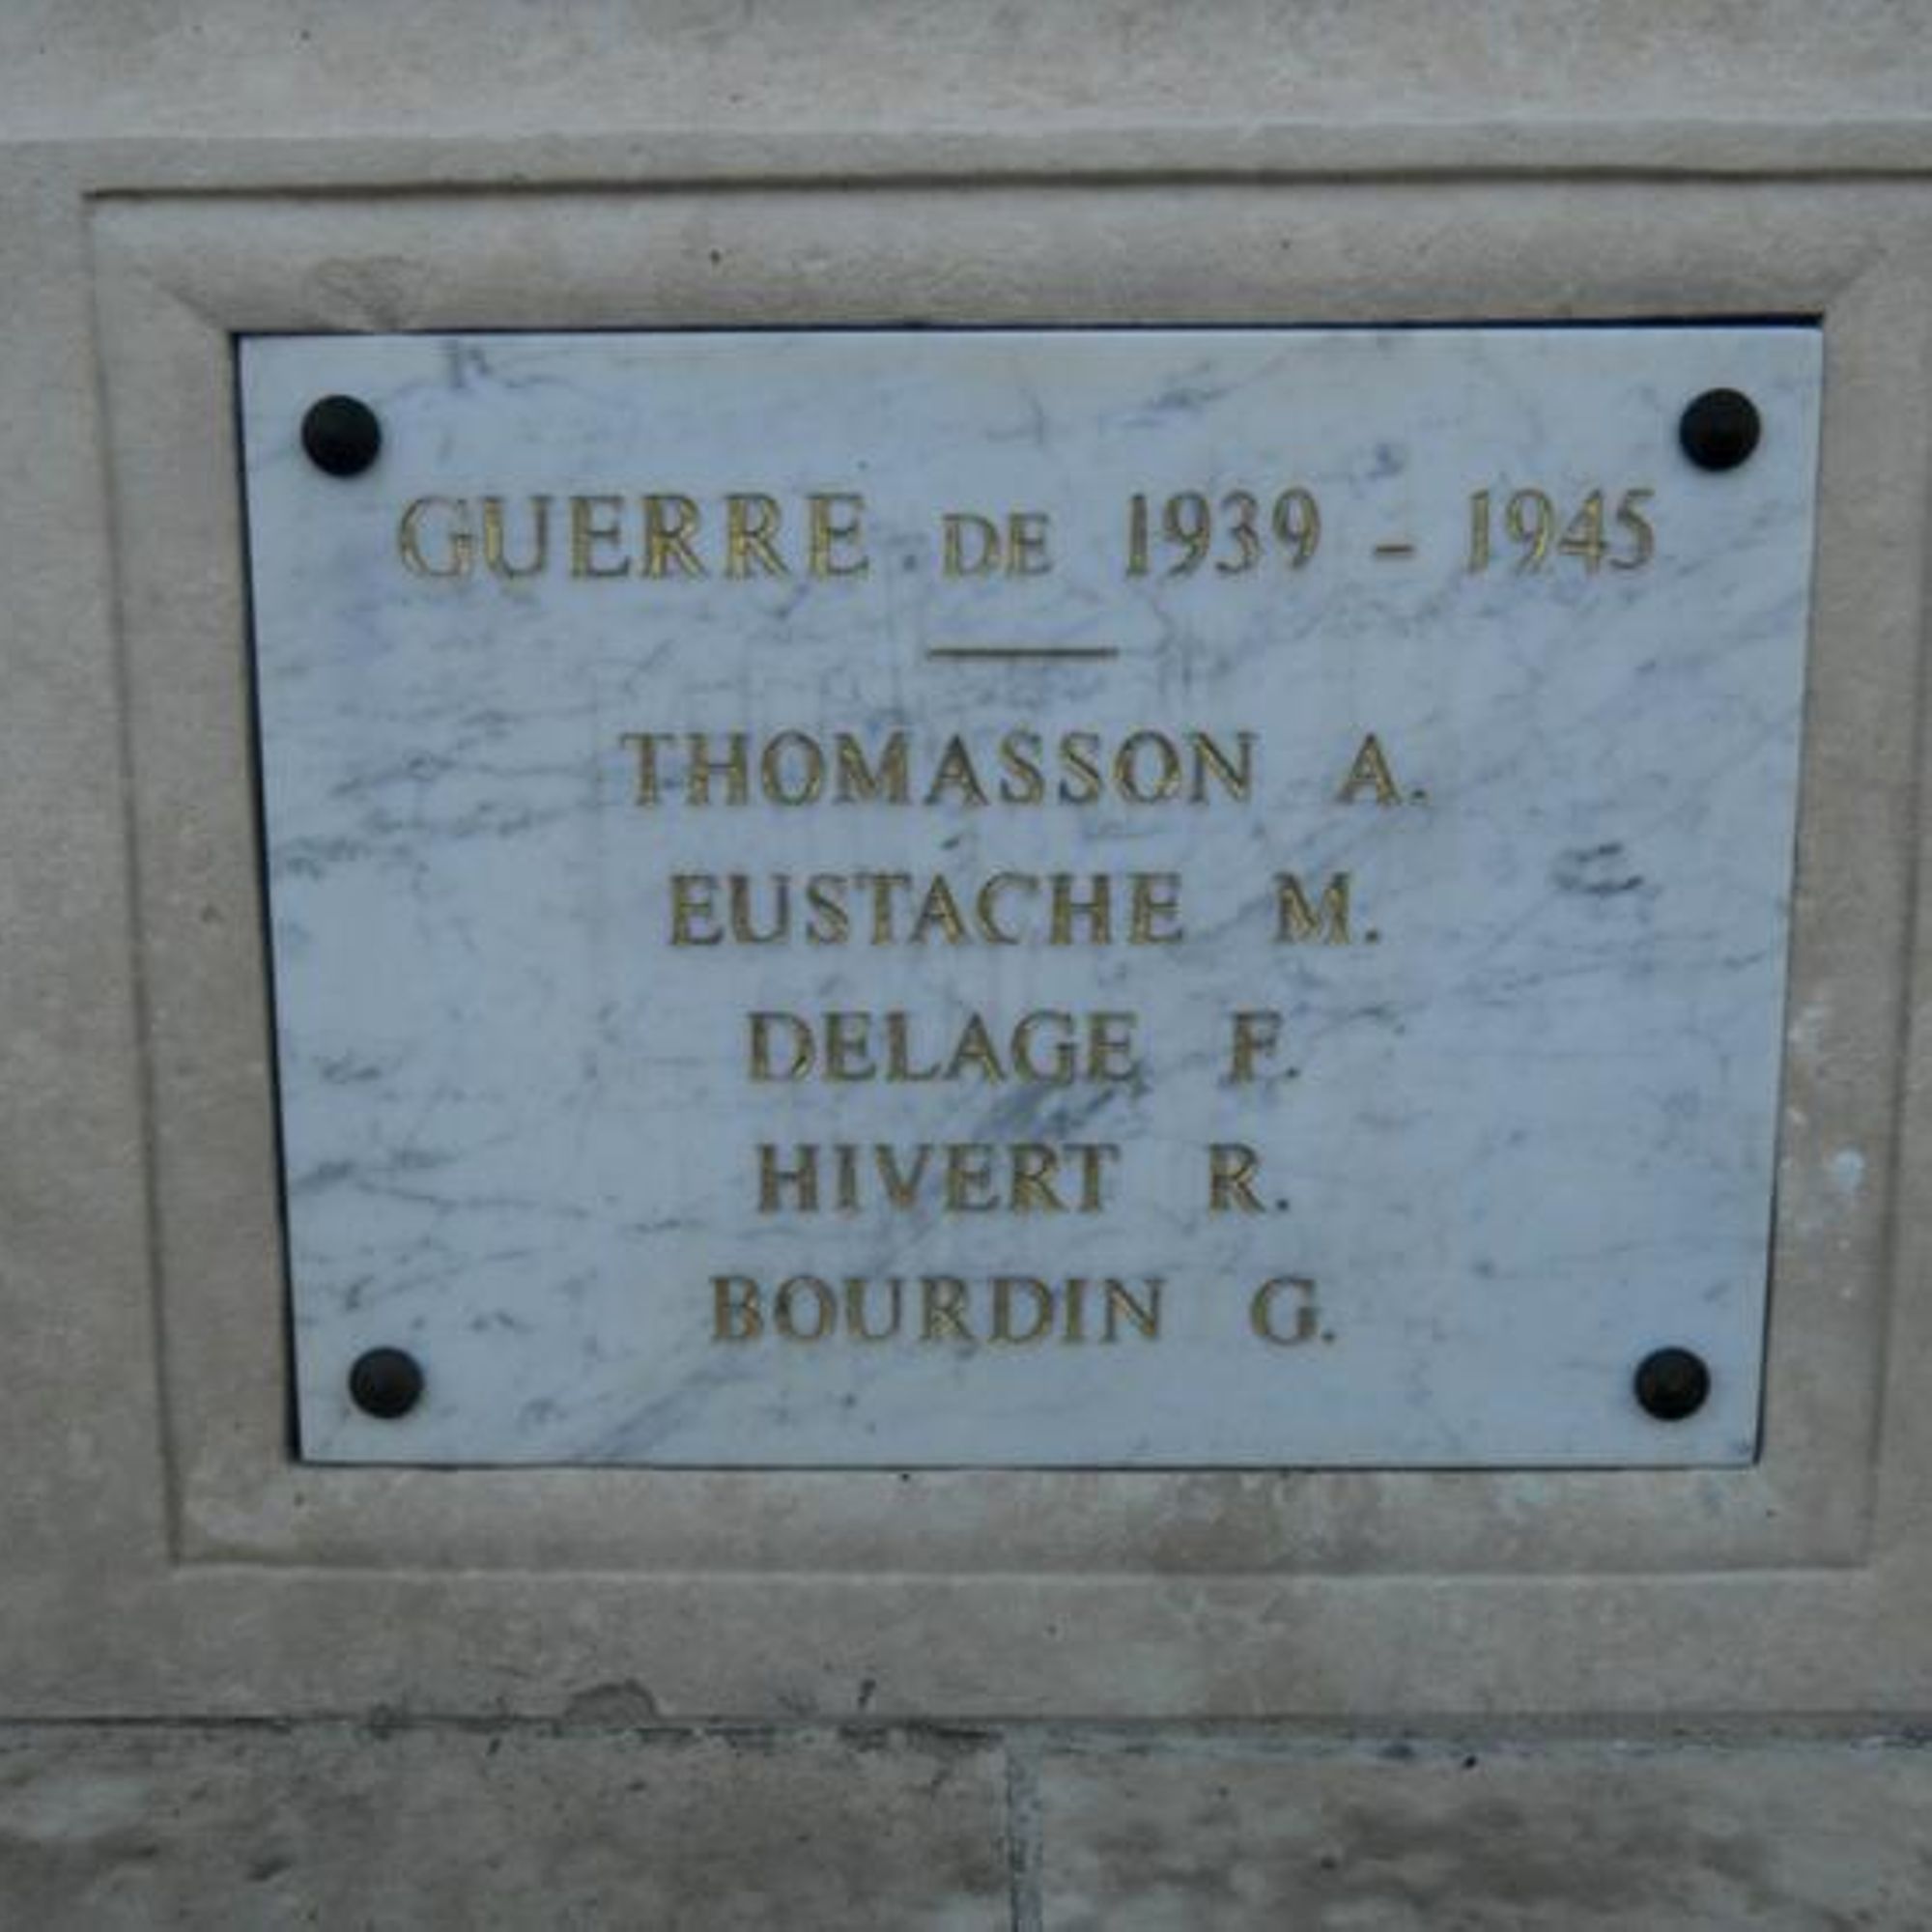 GUERRE DE 1939 - 1945
THOMASSON A.
EUSTACHE M.
DELAGE F.
HIVERT R.
BOURDIN G.